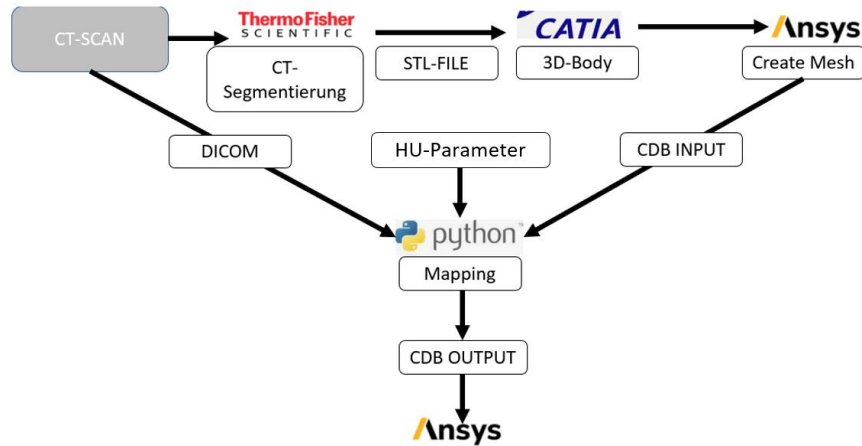 CT-SCAN
ThermoFisher
SCIENTIFIC
CT-
Segmentierung
STL-FILE
CATIA
3D-Body
Ansys
Create Mesh
DICOM
HU-Parameter
CDB INPUT
python™
Mapping
CDB OUTPUT
Ansys